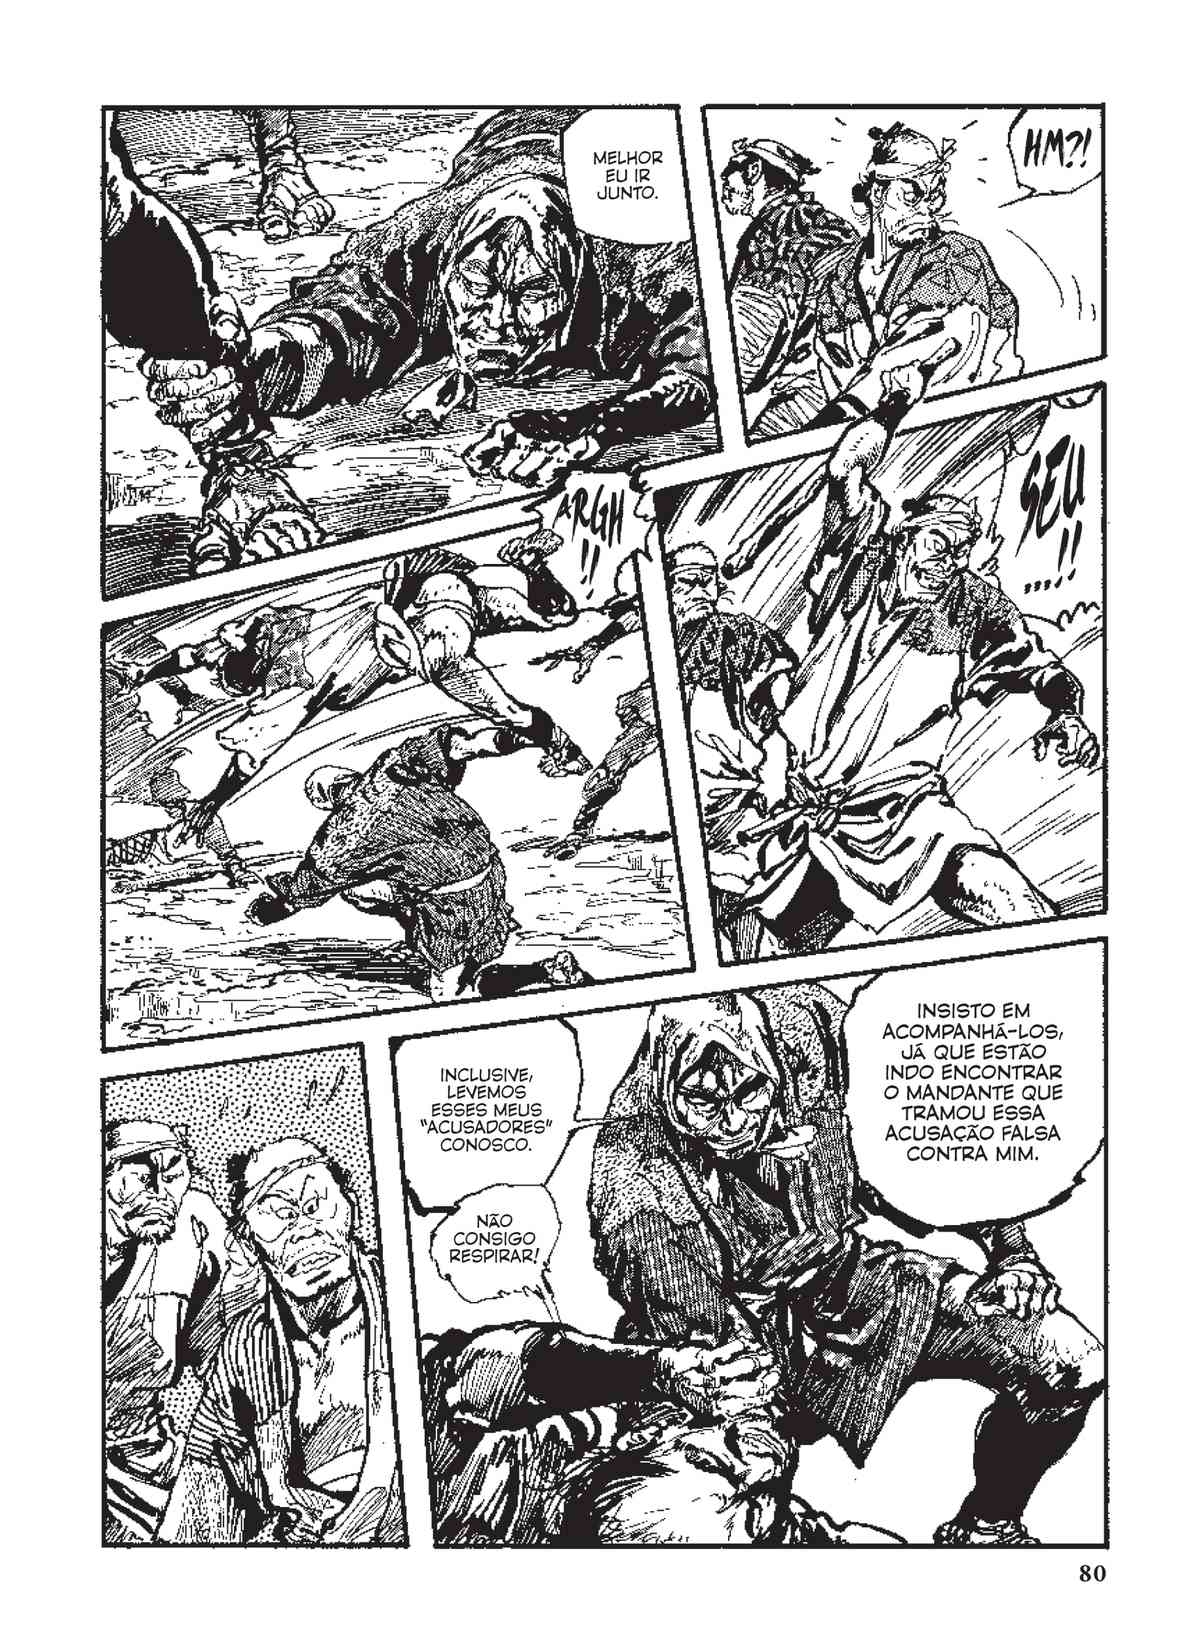 MELHOR
EU IR
JUNTO.
HM?!
ARGH
!!
SEU
....!!
INCLUSIVE,
LEVEMOS
ESSES MEUS
"ACUSADORES"
CONOSCO.
NÃO
CONSIGO
RESPIRAR!
INSISTO EM
ACOMPANHÁ-LOS,
JÁ QUE ESTÃO
INDO ENCONTRAR
O MANDANTE QUE
TRAMOU ESSA
ACUSAÇÃO FALSA
CONTRA MIM.
80